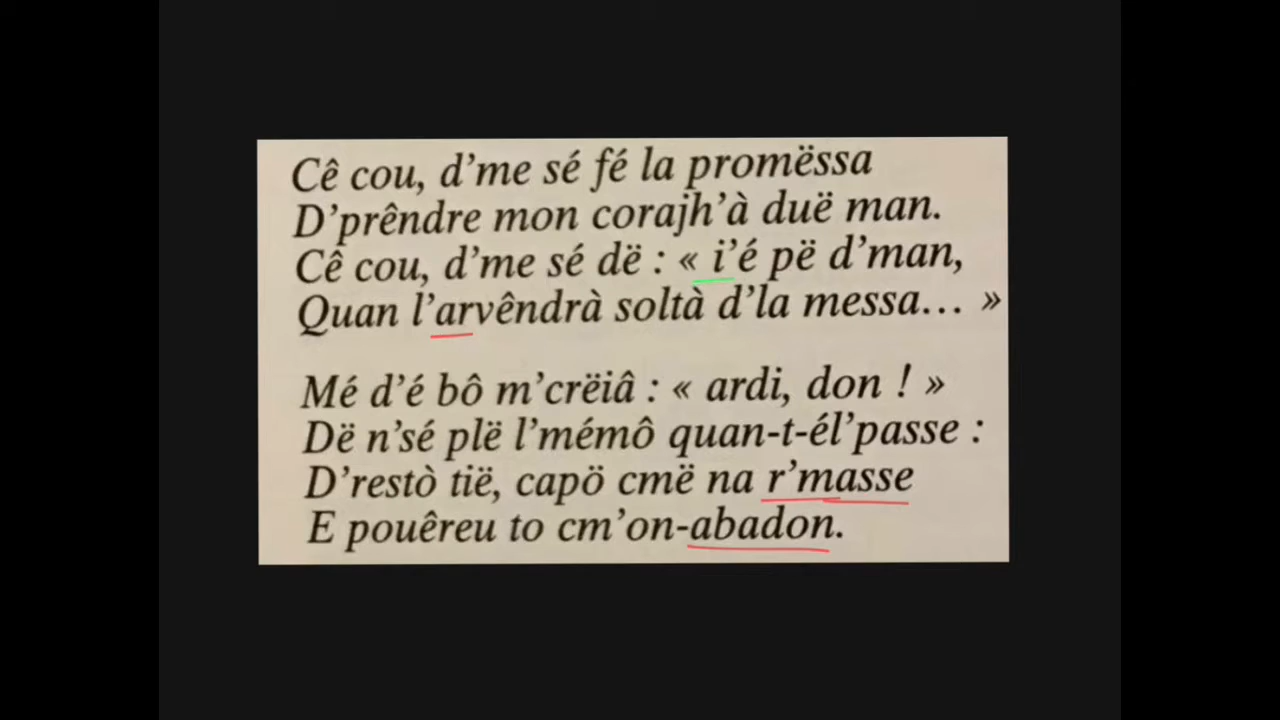 Cê cou, d’me sé fé la promëssa
D’prêndre mon corajh’à duë man.
Cê cou, d’me sé dë : « i’é pë d’man,
Quan l’arvêndrà soltà d’la messa… »
Mé d’é bô m’crëiâ : « ardi, don ! »
Dë n’sé plë l’mémô quan-t-él’passe :
D’restò tië, capö cmë na r’masse
E pouêreu to cm’on-abadon.